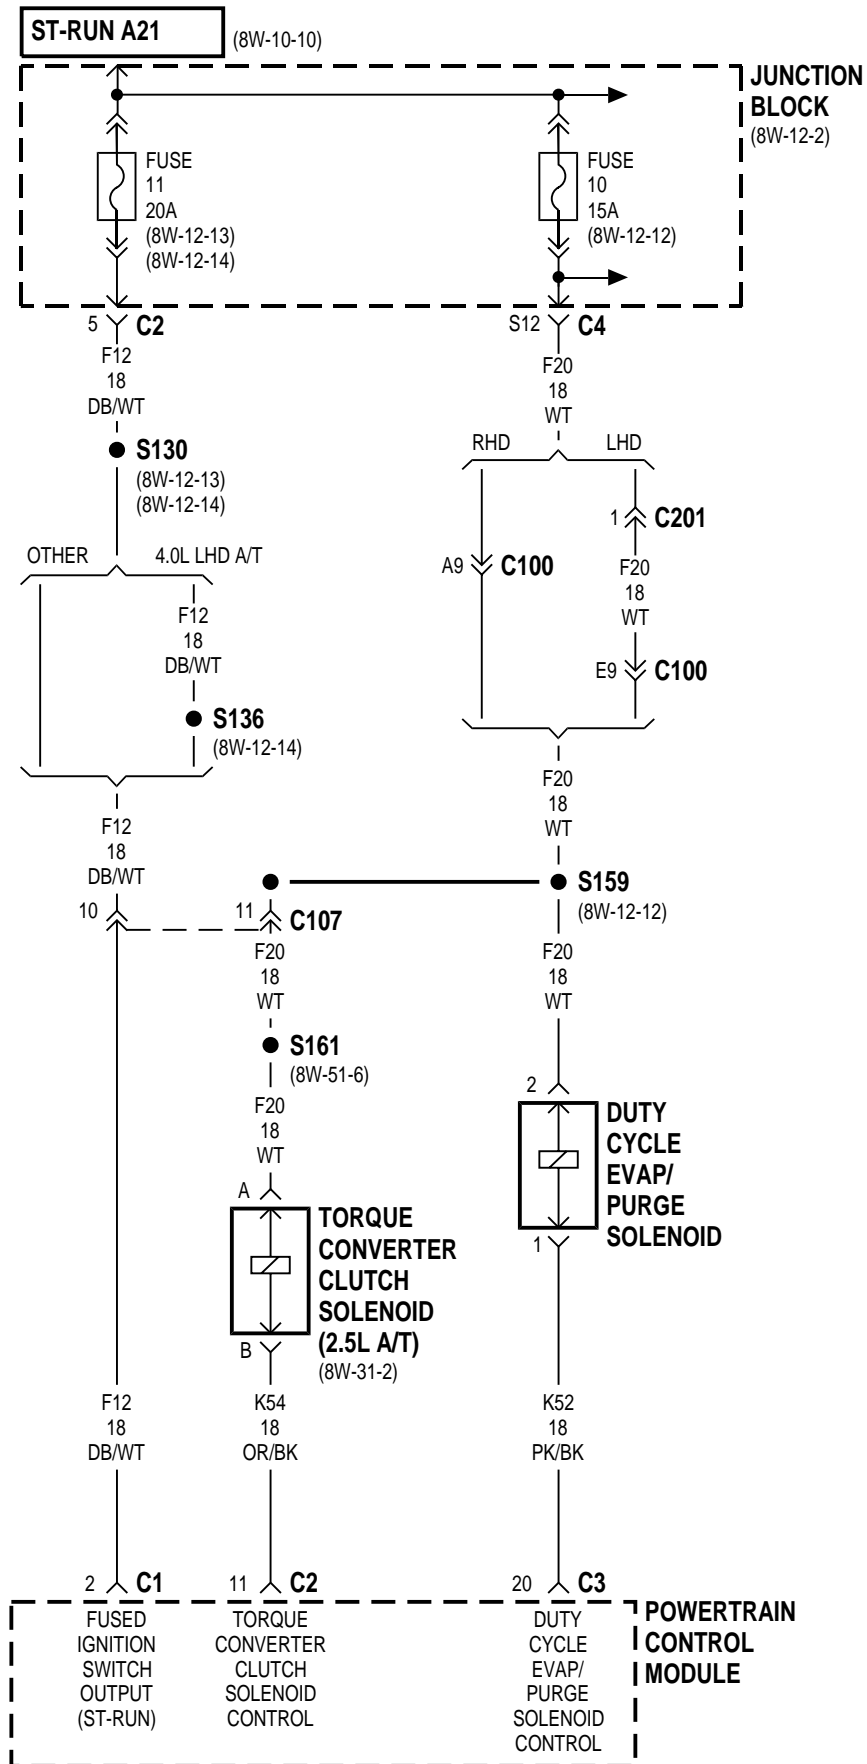 ST-RUN A21
(8W-10-10)
JUNCTION
BLOCK
(8W-12-2)
FUSE
11
20A
(8W-12-13)
(8W-12-14)
FUSE
10
15A
(8W-12-12)
5
C2
S12
C4
F12
18
DB/WT
F20
18
WT
S130
(8W-12-13)
(8W-12-14)
RHD
LHD
1
C201
A9
C100
F20
18
WT
E9
C100
OTHER
4.0L LHD A/T
F12
18
DB/WT
S136
(8W-12-14)
F12
18
DB/WT
F20
18
WT
S159
(8W-12-12)
10
11
C107
F20
18
WT
F20
18
WT
S161
(8W-51-6)
F20
18
WT
2
DUTY
CYCLE
EVAP/
PURGE
SOLENOID
1
A
TORQUE
CONVERTER
CLUTCH
SOLENOID
(2.5L A/T)
(8W-31-2)
B
F12
18
DB/WT
K54
18
OR/BK
K52
18
PK/BK
2
C1
11
C2
20
C3
POWERTRAIN
CONTROL
MODULE
FUSED
IGNITION
SWITCH
OUTPUT
(ST-RUN)
TORQUE
CONVERTER
CLUTCH
SOLENOID
CONTROL
DUTY
CYCLE
EVAP/
PURGE
SOLENOID
CONTROL